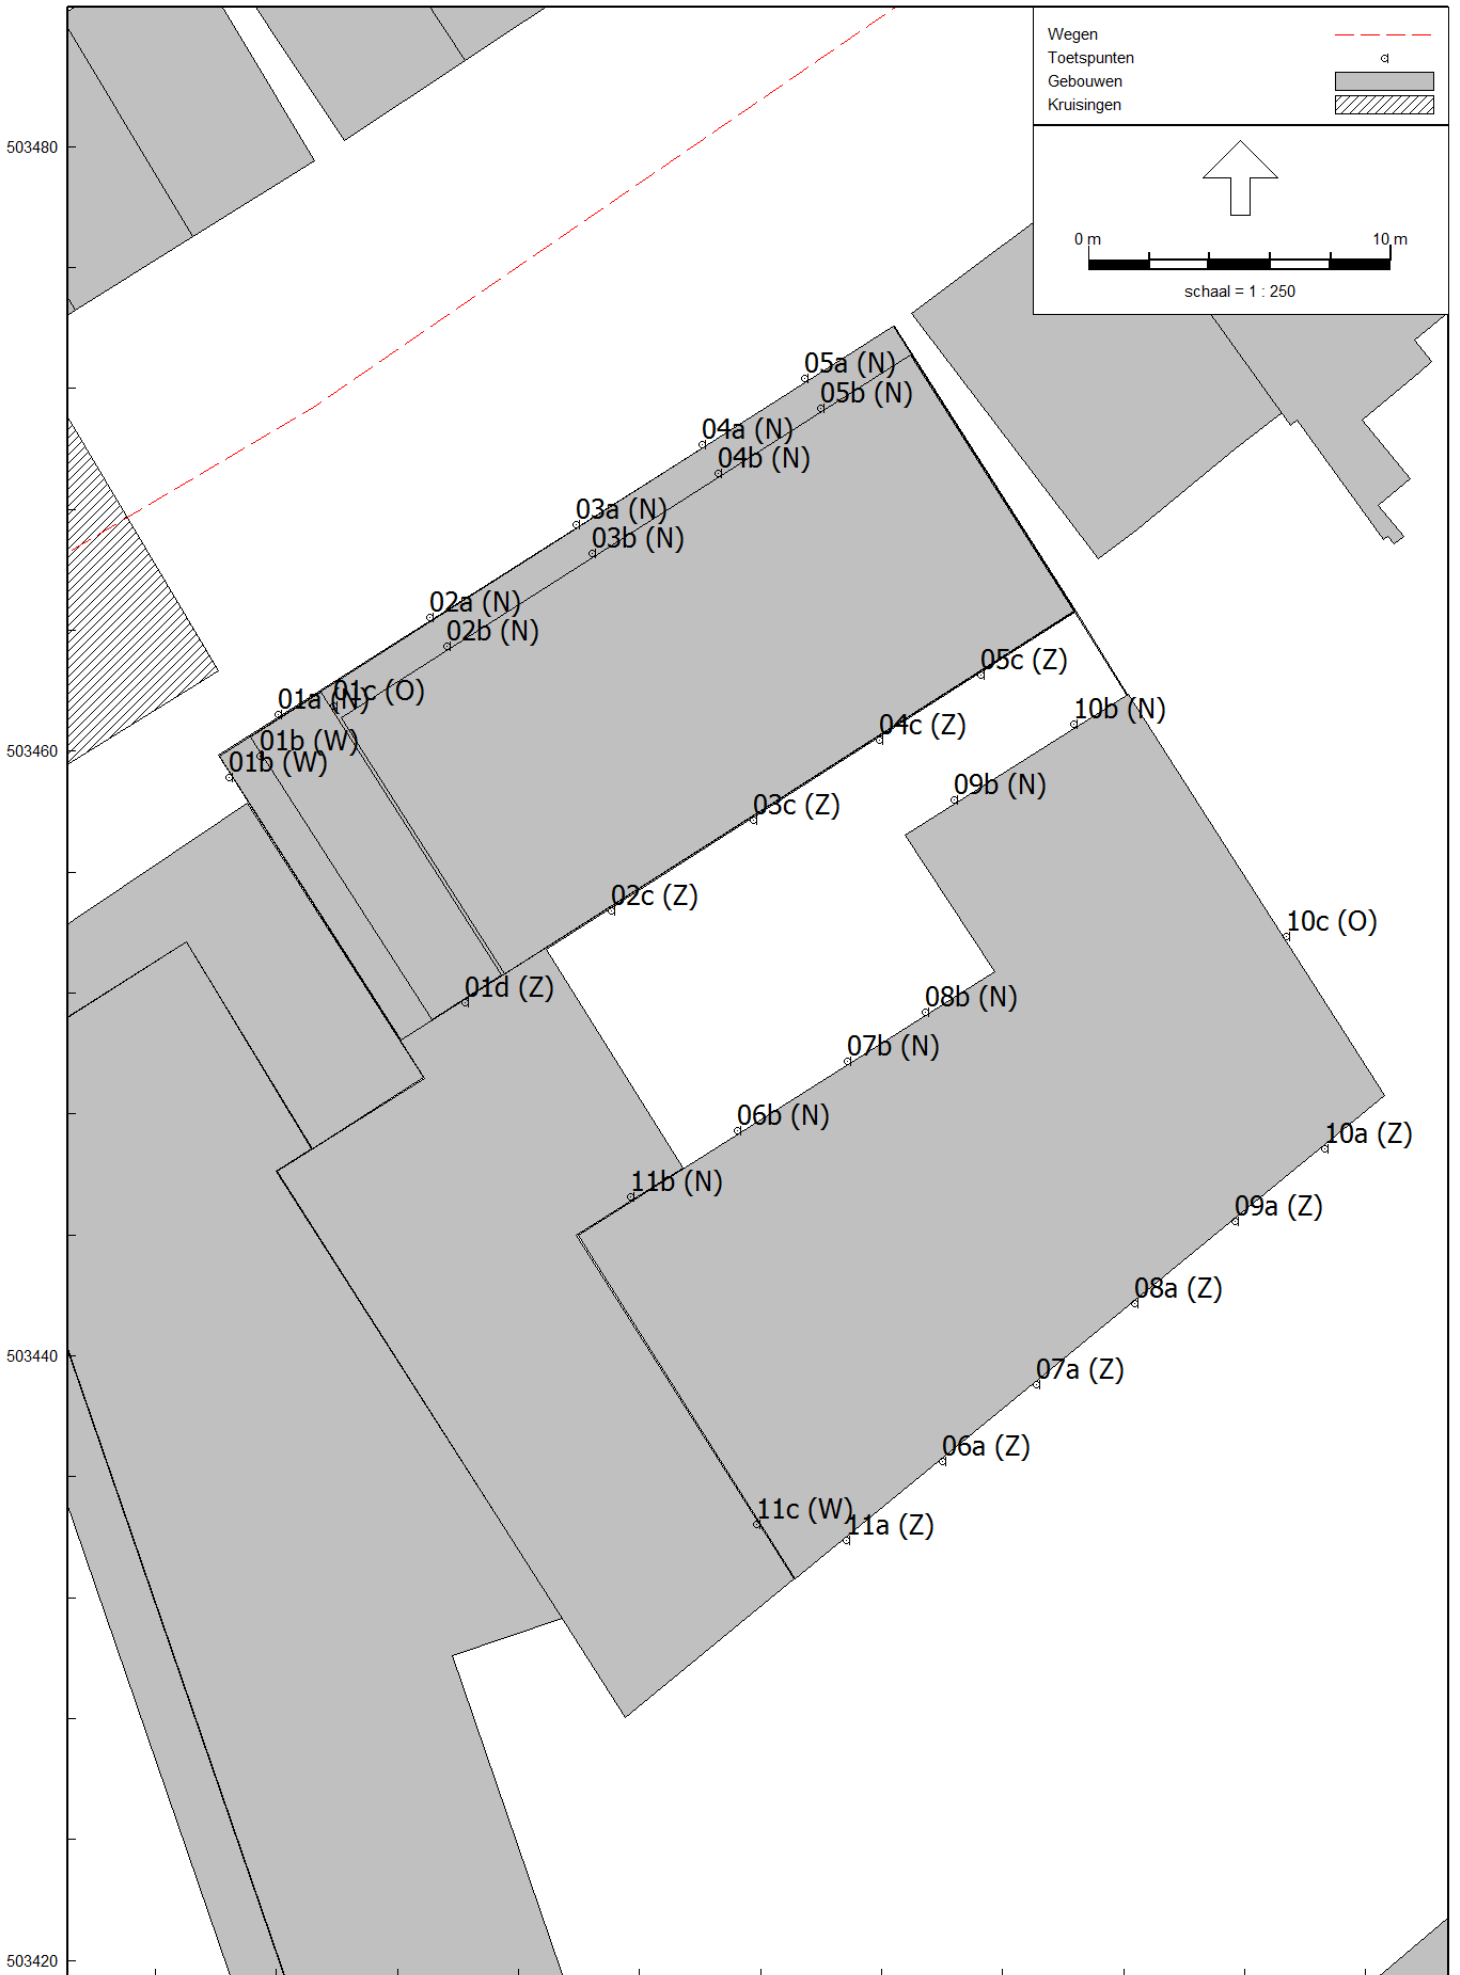 Wegen
Toetspunten
Gebouwen
Kruisingen
0 m 10 m
schaal = 1 : 250
503480
503460
503440
503420
05a (N)
05b (N)
04a (N)
04b (N)
03a (N)
03b (N)
02a (N)
02b (N)
01a (N)
01c (O)
01b (W)
01b (W)
05c (Z)
10b (N)
04c (Z)
09b (N)
03c (Z)
02c (Z)
10c (O)
01d (Z)
08b (N)
07b (N)
06b (N)
10a (Z)
11b (N)
09a (Z)
08a (Z)
07a (Z)
06a (Z)
11c (W)
11a (Z)